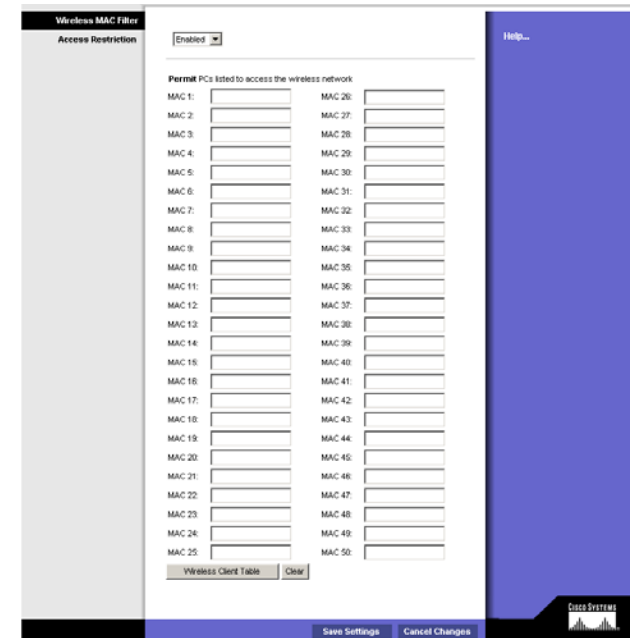 Wireless MAC Filter
Access Restriction
Enabled
Help...
Permit PCs listed to access the wireless network
MAC 1: MAC 26:
MAC 2: MAC 27:
MAC 3: MAC 28:
MAC 4: MAC 29:
MAC 5: MAC 30:
MAC 6: MAC 31:
MAC 7: MAC 32:
MAC 8: MAC 33:
MAC 9: MAC 34:
MAC 10: MAC 35:
MAC 11: MAC 36:
MAC 12: MAC 37:
MAC 13: MAC 38:
MAC 14: MAC 39:
MAC 15: MAC 40:
MAC 16: MAC 41:
MAC 17: MAC 42:
MAC 18: MAC 43:
MAC 19: MAC 44:
MAC 20: MAC 45:
MAC 21: MAC 46:
MAC 22: MAC 47:
MAC 23: MAC 48:
MAC 24: MAC 49:
MAC 25: MAC 50:
Wireless Client Table Clear
Save Settings Cancel Changes
CISCO SYSTEMS